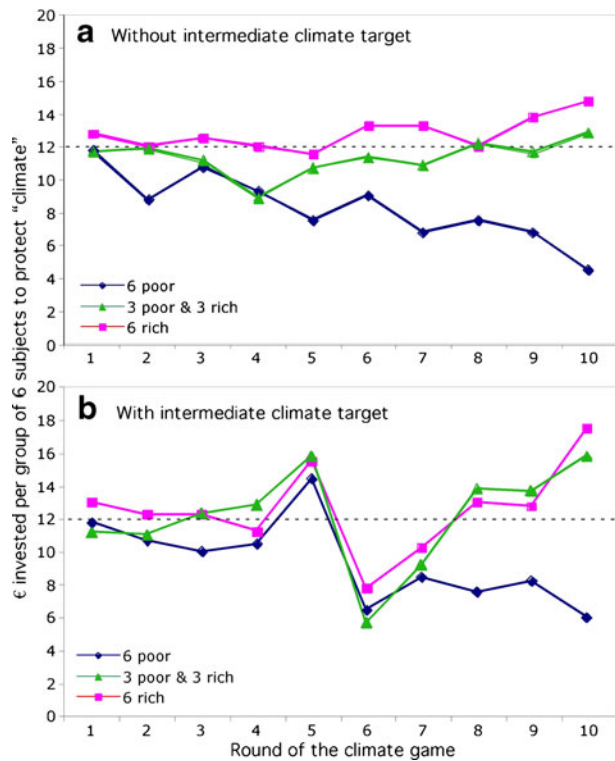 € invested per group of 6 subjects to protect “climate”
a Without intermediate climate target
20
18
16
14
12
10
8
6
4
2
0
6 poor
3 poor & 3 rich
6 rich
1 2 3 4 5 6 7 8 9 10
b With intermediate climate target
20
18
16
14
12
10
8
6
4
2
0
6 poor
3 poor & 3 rich
6 rich
1 2 3 4 5 6 7 8 9 10
Round of the climate game